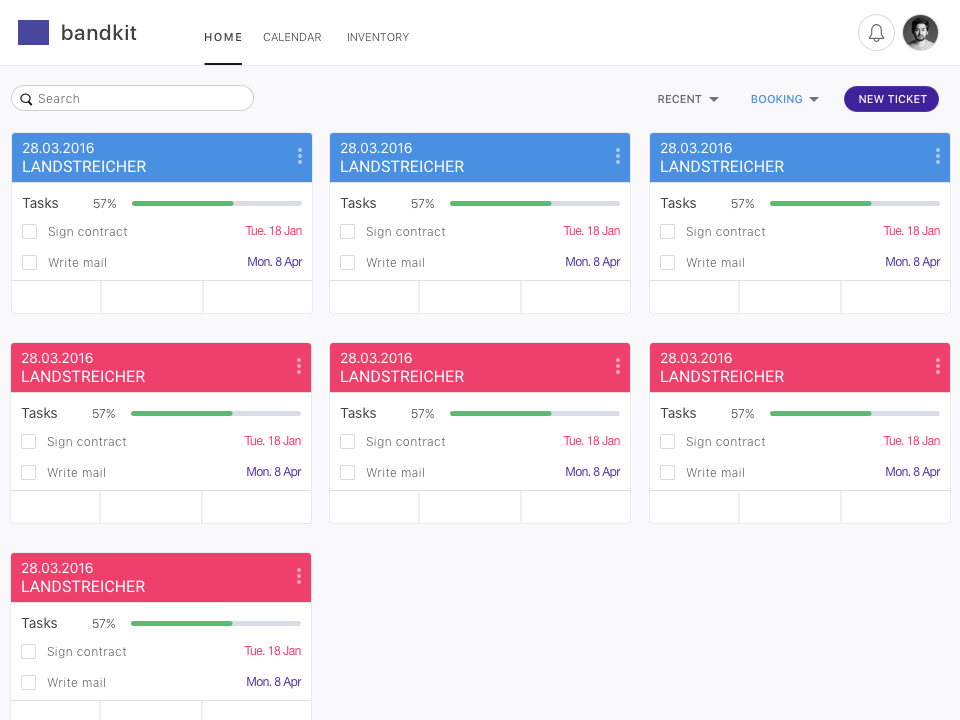 bandkit
HOME CALENDAR INVENTORY
Search
RECENT BOOKING NEW TICKET
28.03.2016
LANDSTREICHER
Tasks 57%
Sign contract Tue. 18 Jan
Write mail Mon. 8 Apr
28.03.2016
LANDSTREICHER
Tasks 57%
Sign contract Tue. 18 Jan
Write mail Mon. 8 Apr
28.03.2016
LANDSTREICHER
Tasks 57%
Sign contract Tue. 18 Jan
Write mail Mon. 8 Apr
28.03.2016
LANDSTREICHER
Tasks 57%
Sign contract Tue. 18 Jan
Write mail Mon. 8 Apr
28.03.2016
LANDSTREICHER
Tasks 57%
Sign contract Tue. 18 Jan
Write mail Mon. 8 Apr
28.03.2016
LANDSTREICHER
Tasks 57%
Sign contract Tue. 18 Jan
Write mail Mon. 8 Apr
28.03.2016
LANDSTREICHER
Tasks 57%
Sign contract Tue. 18 Jan
Write mail Mon. 8 Apr